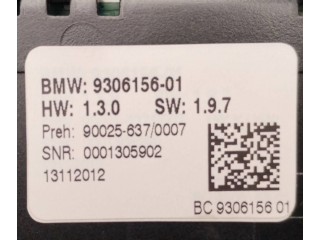 BMW: 9306156-01
HW: 1.3.0 SW: 1.9.7
Preh: 90025-637/0007
SNR: 0001305902
13112012
BC 9306156 01